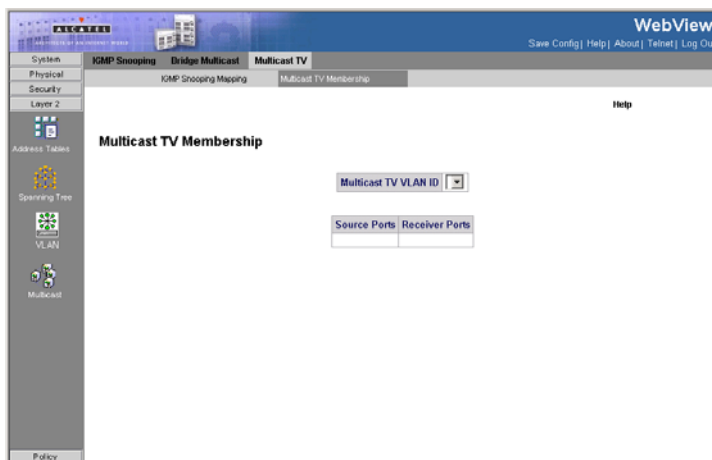 ALCATEL
WebView
Save Config| Help| About| Telnet| Log Ou
System
Physical
Security
Layer 2
Address Tables
Spanning Tree
VLAN
Multicast
Policy
IGMP Snooping Bridge Multicast Multicast TV
IGMP Snooping Mapping Multicast TV Membership
Help
Multicast TV Membership
Multicast TV VLAN ID
Source Ports Receiver Ports